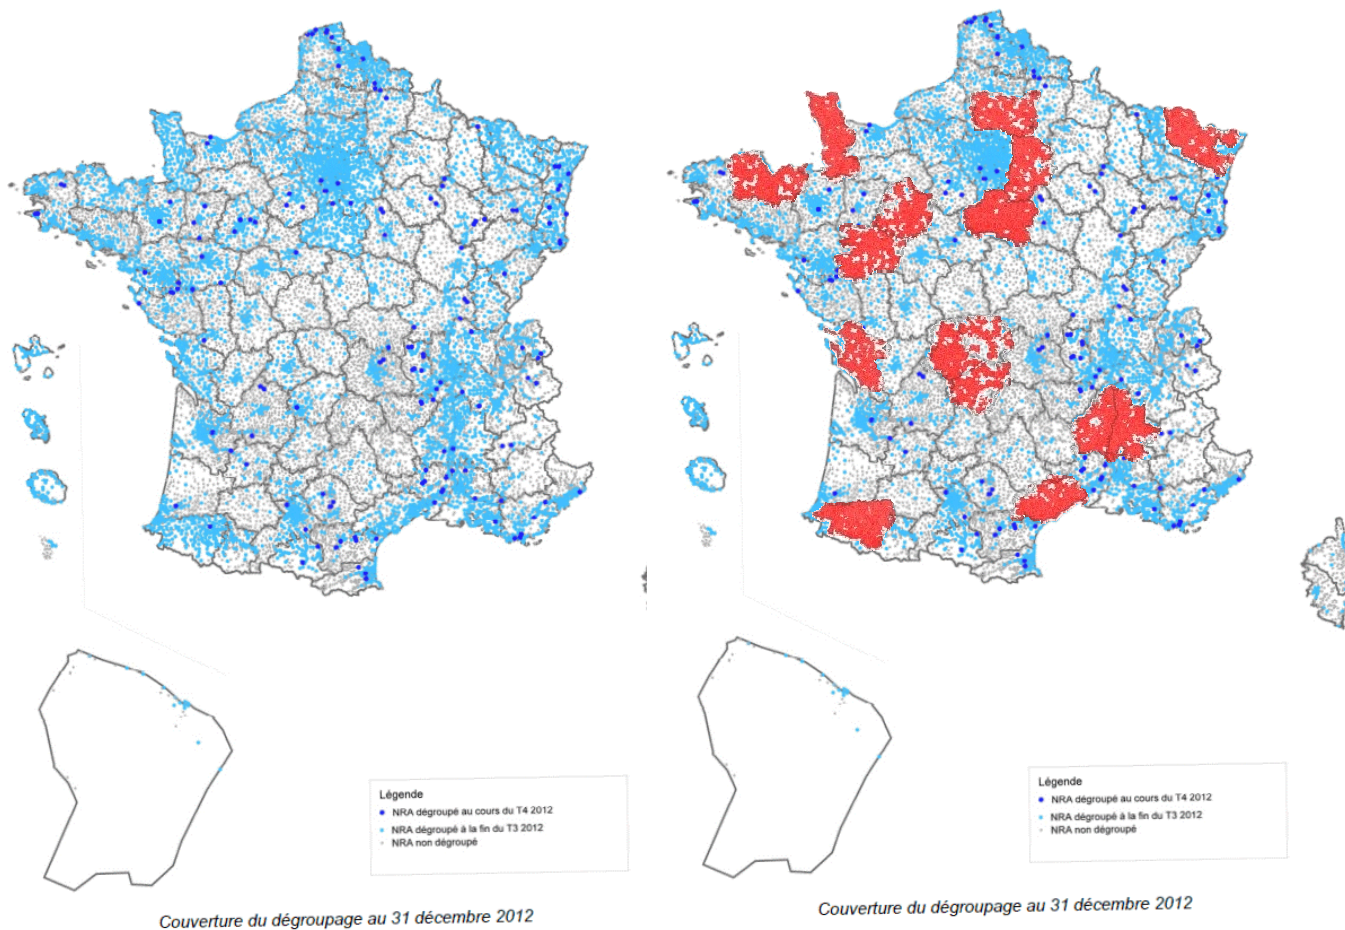 Légende
NRA dégroupé au cours du T4 2012
NRA dégroupé à la fin du T3 2012
NRA non dégroupé
Couverture du dégroupage au 31 décembre 2012
Légende
NRA dégroupé au cours du T4 2012
NRA dégroupé à la fin du T3 2012
NRA non dégroupé
Couverture du dégroupage au 31 décembre 2012